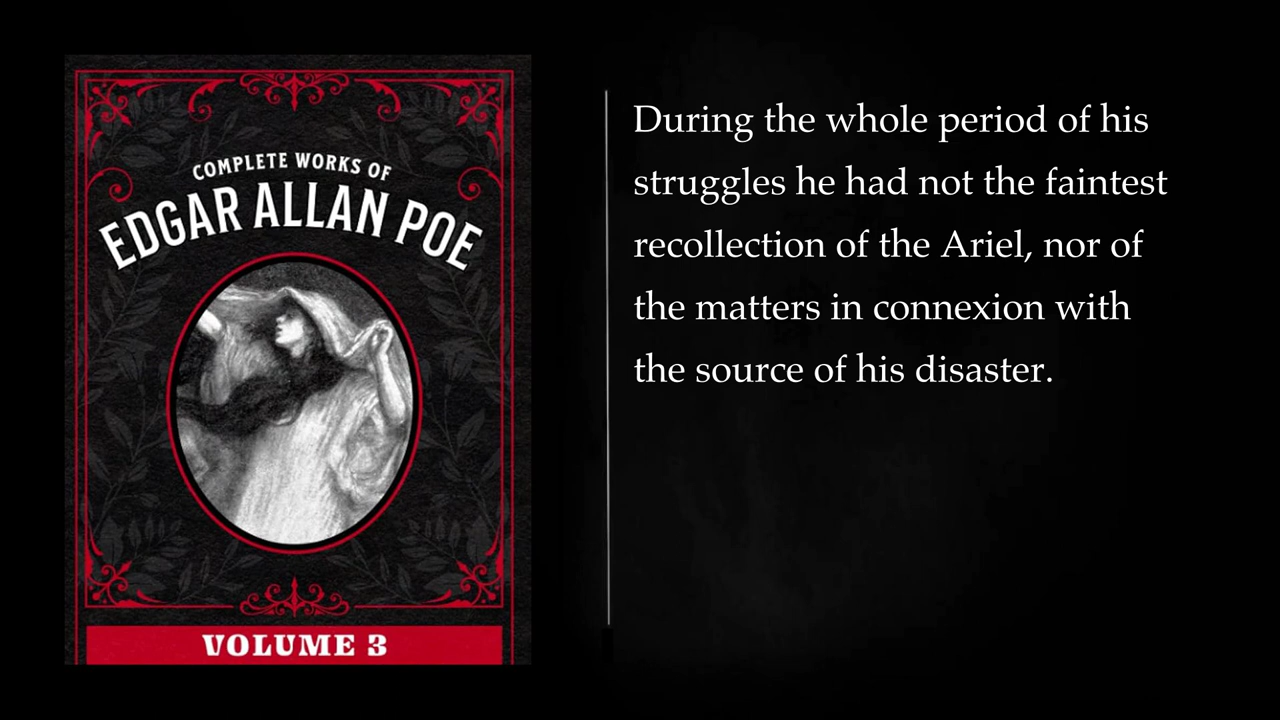 COMPLETE WORKS OF
EDGAR ALLAN POE
VOLUME 3
During the whole period of his
struggles he had not the faintest
recollection of the Ariel, nor of
the matters in connexion with
the source of his disaster.